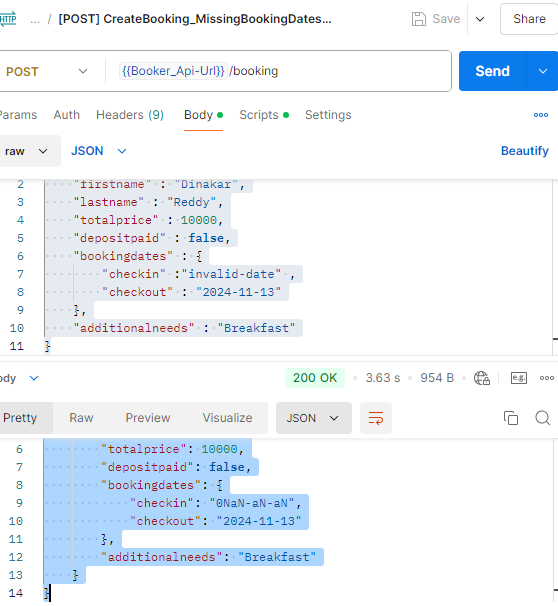 HTTP ... / [POST] CreateBooking_MissingBookingDates... Save Share
POST {{Booker_Api-Url}} /booking Send
Params Auth Headers (9) Body Scripts Settings
raw JSON Beautify
2 "firstname" : "Dinakar",
3 "lastname" : "Reddy",
4 "totalprice" : 10000,
5 "depositpaid" : false,
6 "bookingdates" : {
7 "checkin" :"invalid-date" ,
8 "checkout" : "2024-11-13"
9 },
10 "additionalneeds" : "Breakfast"
11 }
ody 200 OK • 3.63 s • 954 B • e.g.
Pretty Raw Preview Visualize JSON
6 "totalprice": 10000,
7 "depositpaid": false,
8 "bookingdates": {
9 "checkin": "0NaN-aN-aN",
10 "checkout": "2024-11-13"
11 },
12 "additionalneeds": "Breakfast"
13 }
14 }